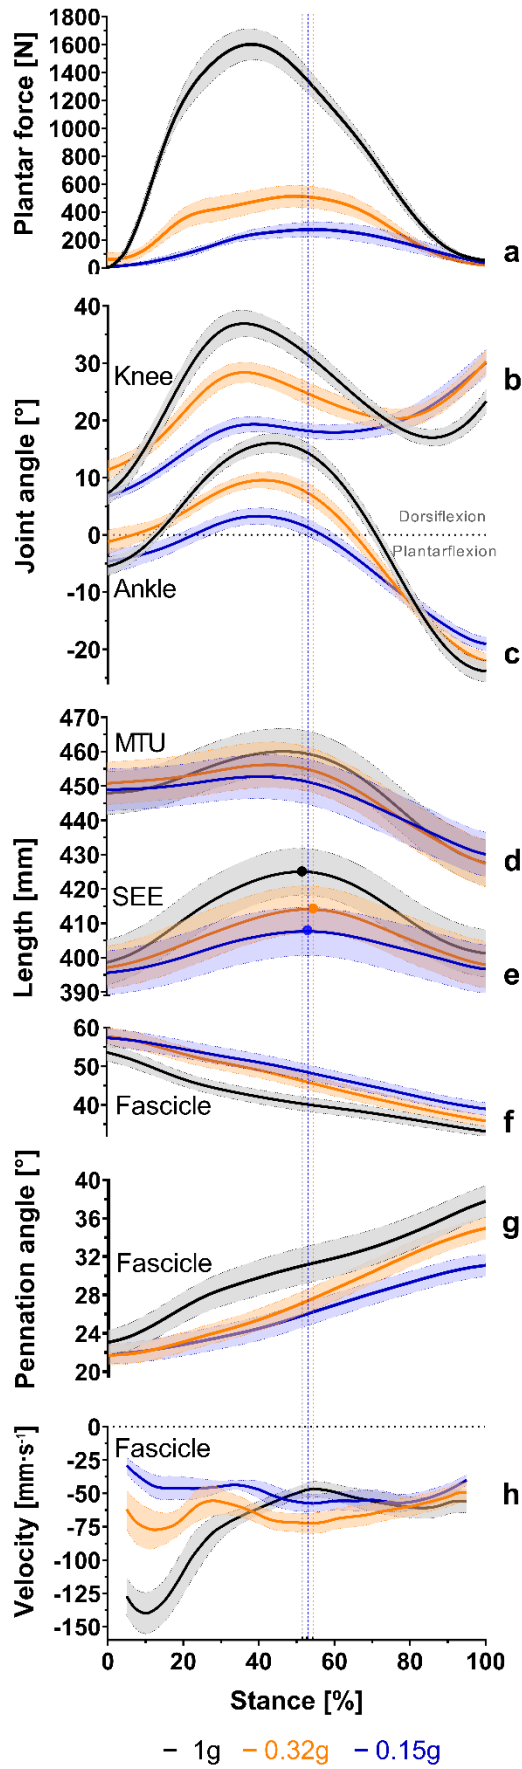 1800
1600
1400
1200
1000
800
600
400
200
0
Plantar force [N]
a
40
30
20
10
0
-10
-20
Joint angle [°]
Knee
b
Dorsiflexion
Plantarflexion
Ankle
c
470
460
450
440
430
420
410
400
390
Length [mm]
MTU
d
SEE
e
60
50
40
Fascicle
f
40
36
32
28
24
20
Pennation angle [°]
Fascicle
g
0
-25
-50
-75
-100
-125
-150
Velocity [mm·s⁻¹]
Fascicle
h
0 20 40 60 80 100
Stance [%]
1g 0.32g 0.15g